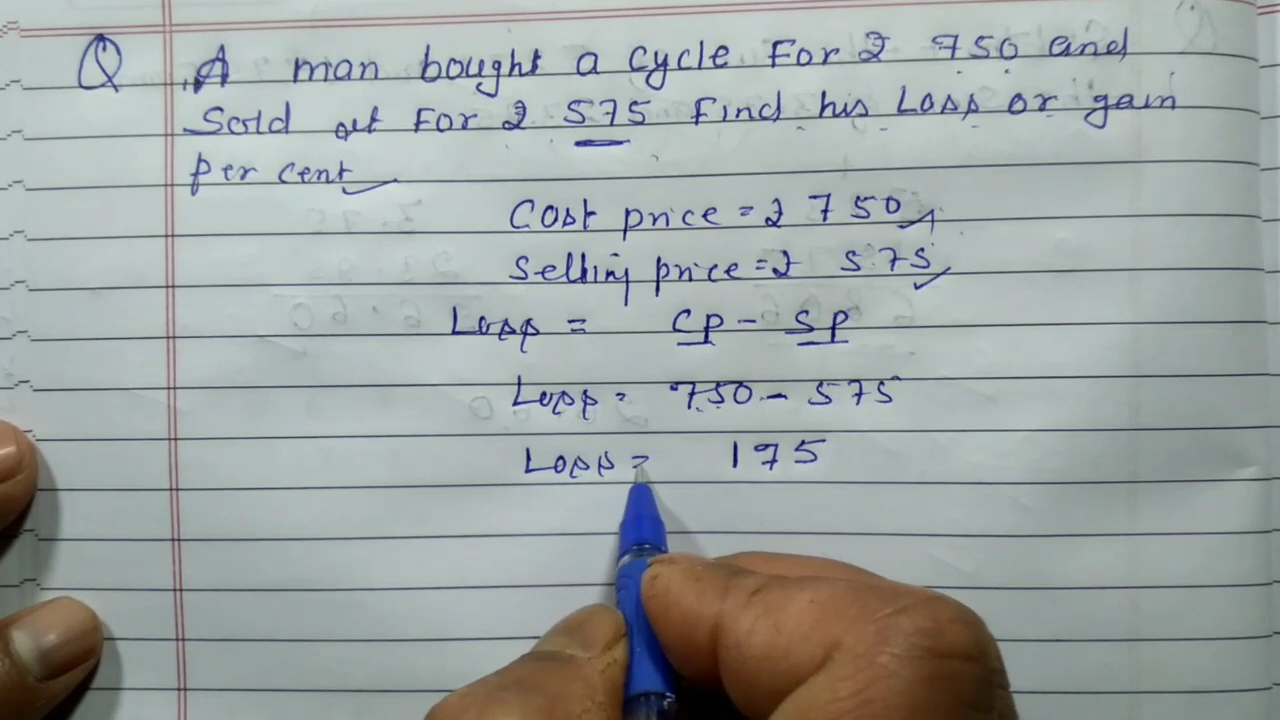 Q A man bought a cycle For ₹ 750 and
Sold it For ₹ 575 Find his Loss or gain
per cent
Cost price = ₹ 750
Selling price = ₹ 575
Loss = CP - SP
Loss = 750 - 575
Loss = 175